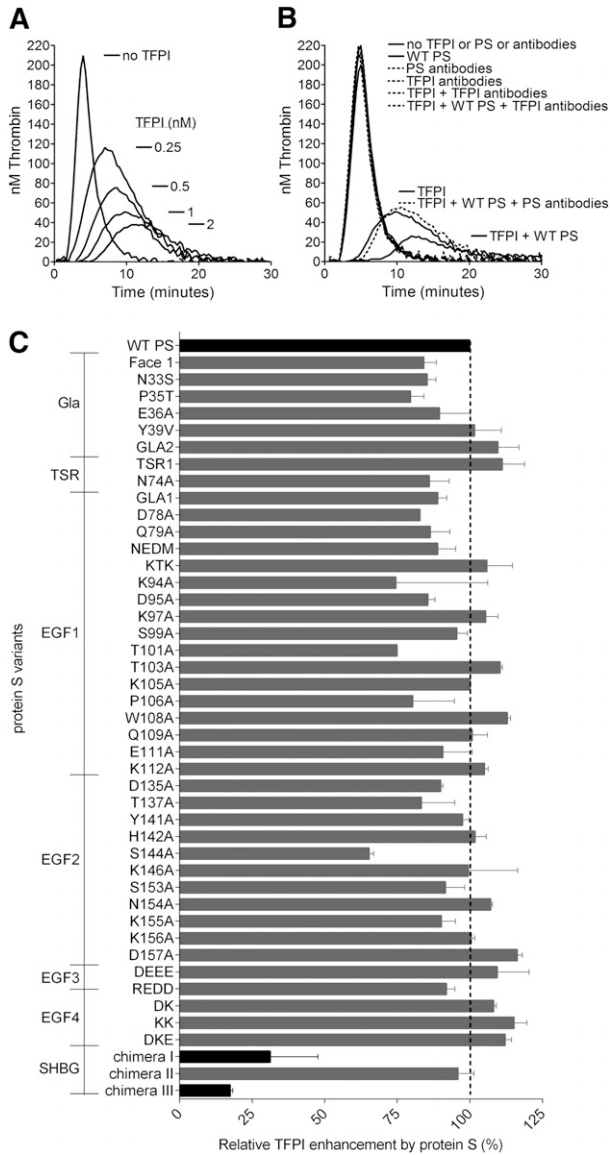 A
nM Thrombin
220
200
180
160
140
120
100
80
60
40
20
0
no TFPI
TFPI (nM)
0.25
0.5
1
2
0 10 20 30
Time (minutes)
B
nM Thrombin
220
200
180
160
140
120
100
80
60
40
20
0
no TFPI or PS or antibodies
WT PS
PS antibodies
TFPI antibodies
TFPI + TFPI antibodies
TFPI + WT PS + TFPI antibodies
TFPI
TFPI + WT PS + PS antibodies
TFPI + WT PS
0 10 20 30
Time (minutes)
C
protein S variants
WT PS
Gla
Face 1
N33S
P35T
E36A
Y39V
GLA2
TSR
TSR1
N74A
EGF1
GLA1
D78A
Q79A
NEDM
KTK
K94A
D95A
K97A
S99A
T101A
T103A
K105A
P106A
W108A
Q109A
E111A
K112A
EGF2
D135A
T137A
Y141A
H142A
S144A
K146A
S153A
N154A
K155A
K156A
D157A
EGF3
DEEE
EGF4
REDD
DK
KK
DKE
SHBG
chimera I
chimera II
chimera III
0 25 50 75 100 125
Relative TFPI enhancement by protein S (%)